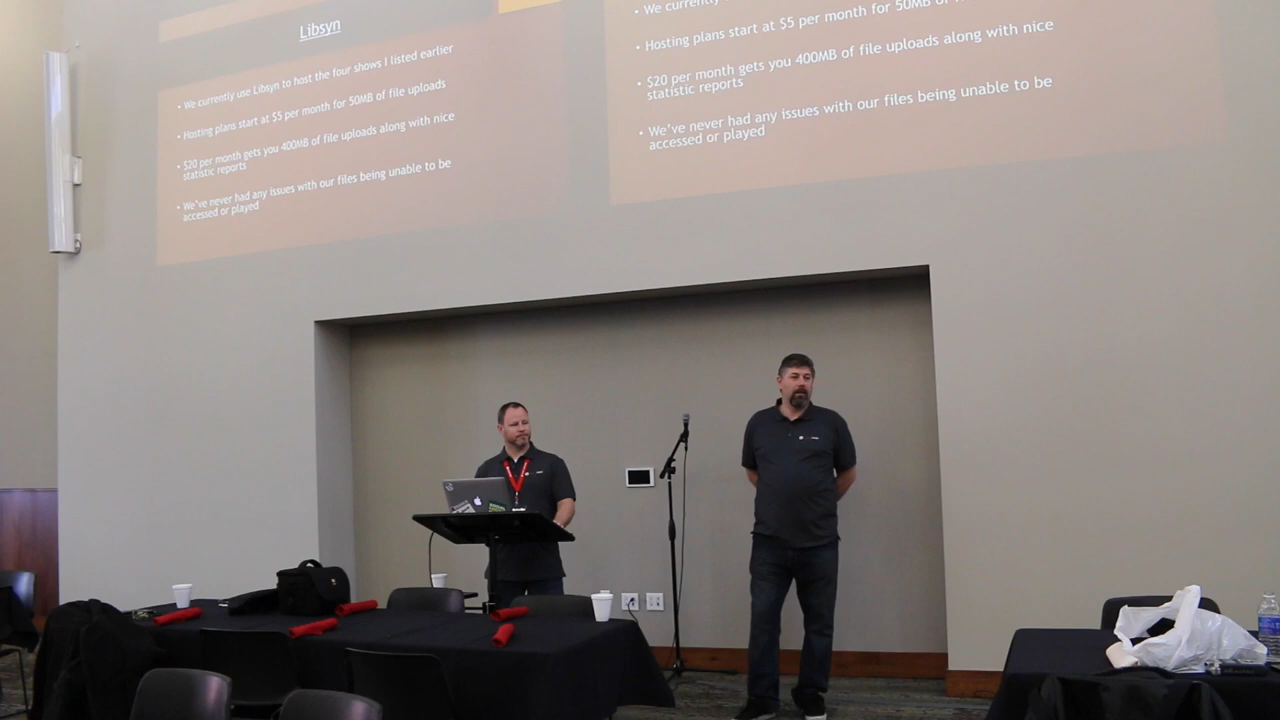 Libsyn
• We currently use Libsyn to host the four shows I listed earlier
• Hosting plans start at $5 per month for 50MB of file uploads
• $20 per month gets you 400MB of file uploads along with nice
statistic reports
• We've never had any issues with our files being unable to be
accessed or played
• We currently
• Hosting plans start at $5 per month for 50MB of
• $20 per month gets you 400MB of file uploads along with nice
statistic reports
• We've never had any issues with our files being unable to be
accessed or played